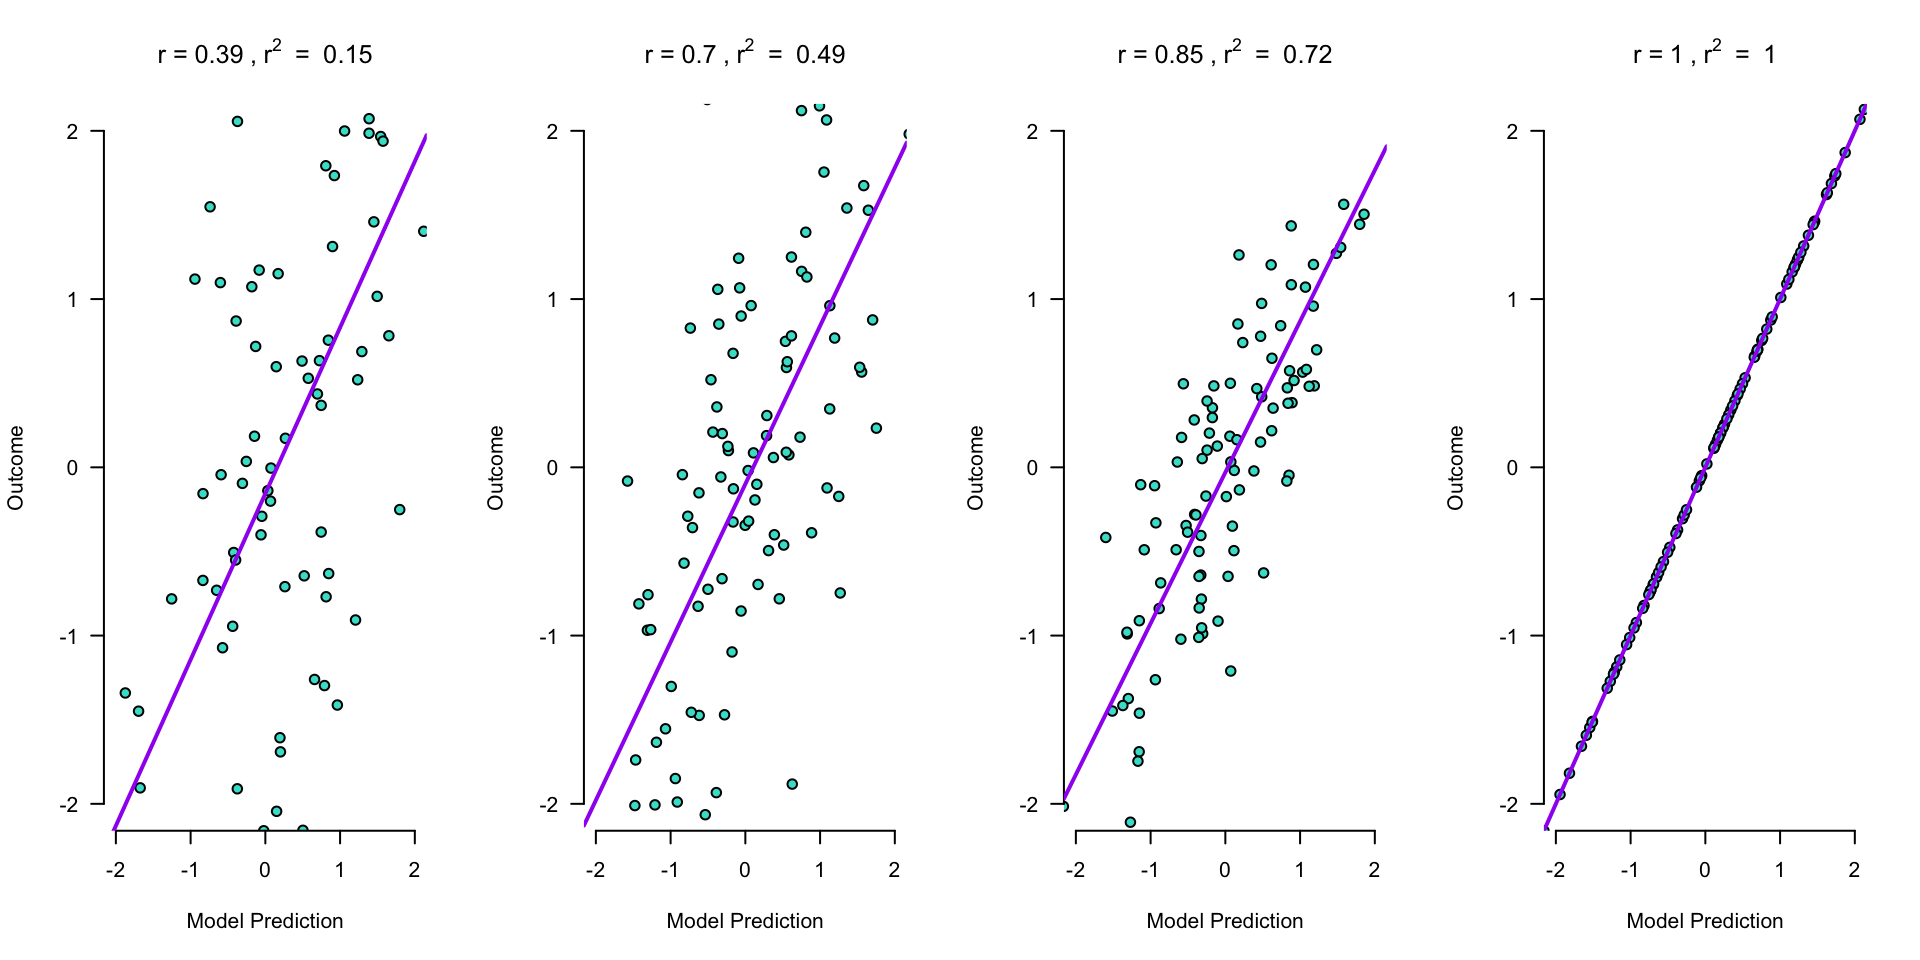 r = 0.39 , r² = 0.15
2
1
0
-1
-2
Outcome
-2 -1 0 1 2
Model Prediction
r = 0.7 , r² = 0.49
2
1
0
-1
-2
Outcome
-2 -1 0 1 2
Model Prediction
r = 0.85 , r² = 0.72
2
1
0
-1
-2
Outcome
-2 -1 0 1 2
Model Prediction
r = 1 , r² = 1
2
1
0
-1
-2
Outcome
-2 -1 0 1 2
Model Prediction